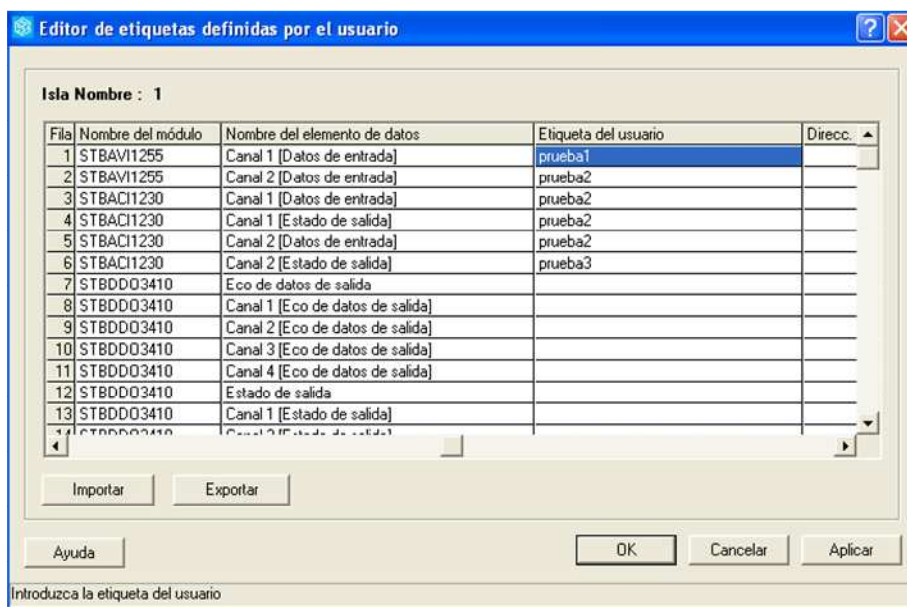 Editor de etiquetas definidas por el usuario
Isla Nombre : 1
Fila Nombre del módulo Nombre del elemento de datos Etiqueta del usuario Direcc.
1 STBAVI1255 Canal 1 [Datos de entrada] prueba1
2 STBAVI1255 Canal 2 [Datos de entrada] prueba2
3 STBACI1230 Canal 1 [Datos de entrada] prueba2
4 STBACI1230 Canal 1 [Estado de salida] prueba2
5 STBACI1230 Canal 2 [Datos de entrada] prueba2
6 STBACI1230 Canal 2 [Estado de salida] prueba3
7 STBDDO3410 Eco de datos de salida
8 STBDDO3410 Canal 1 [Eco de datos de salida]
9 STBDDO3410 Canal 2 [Eco de datos de salida]
10 STBDDO3410 Canal 3 [Eco de datos de salida]
11 STBDDO3410 Canal 4 [Eco de datos de salida]
12 STBDDO3410 Estado de salida
13 STBDDO3410 Canal 1 [Estado de salida]
14 STBDDO3410 Canal 2 [Estado de salida]
Importar Exportar
Ayuda OK Cancelar Aplicar
Introduzca la etiqueta del usuario